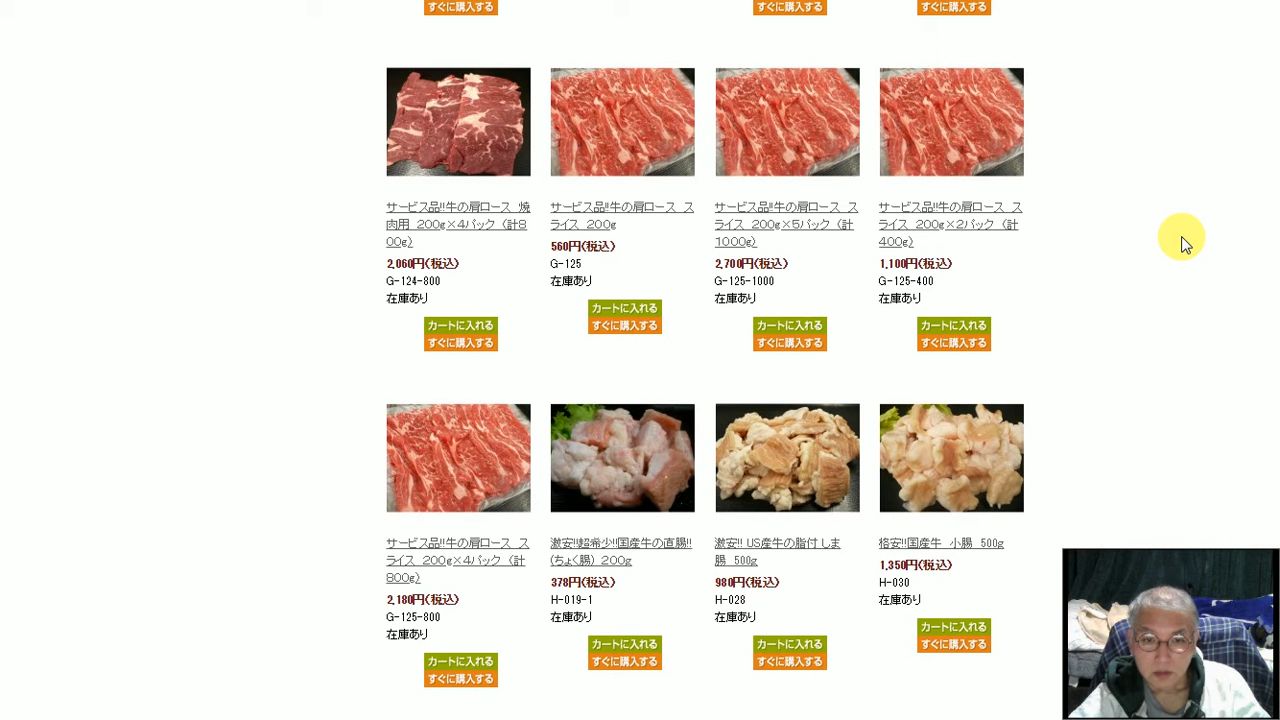 すぐに購入する
すぐに購入する
すぐに購入する
サービス品!!牛の肩ロース 焼
肉用 200g×4パック (計8
00g)
2,060円(税込)
G-124-800
在庫あり
カートに入れる
すぐに購入する
サービス品!!牛の肩ロース ス
ライス 200g
560円(税込)
G-125
在庫あり
カートに入れる
すぐに購入する
サービス品!!牛の肩ロース ス
ライス 200g×5パック (計
1000g)
2,700円(税込)
G-125-1000
在庫あり
カートに入れる
すぐに購入する
サービス品!!牛の肩ロース ス
ライス 200g×2パック (計
400g)
1,100円(税込)
G-125-400
在庫あり
カートに入れる
すぐに購入する
サービス品!!牛の肩ロース ス
ライス 200g×4パック (計
800g)
2,180円(税込)
G-125-800
在庫あり
カートに入れる
すぐに購入する
激安!!超希少!!国産牛の直腸!!
(ちょく腸) 200g
378円(税込)
H-019-1
在庫あり
カートに入れる
すぐに購入する
激安!! US産牛の脂付 しま
腸 500g
980円(税込)
H-028
在庫あり
カートに入れる
すぐに購入する
格安!!国産牛 小腸 500g
1,350円(税込)
H-030
在庫あり
カートに入れる
すぐに購入する